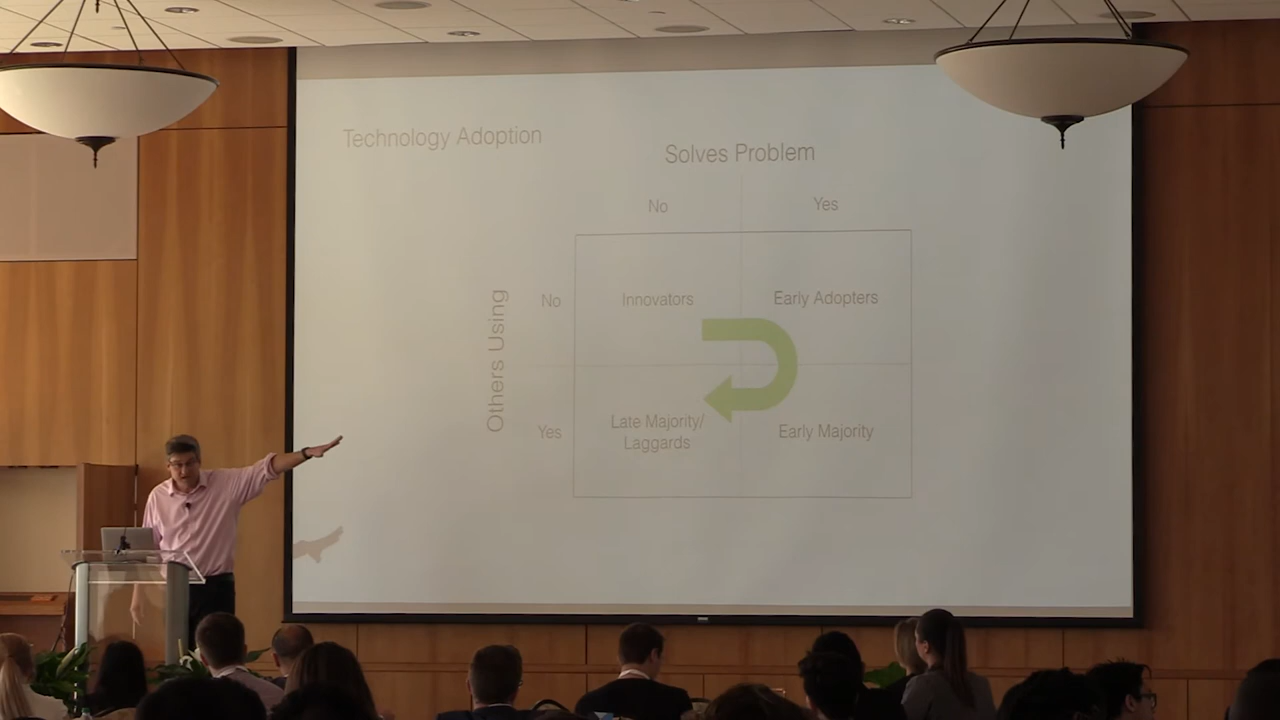 Technology Adoption
Solves Problem
No
Yes
Others Using
No
Innovators
Early Adopters
Yes
Late Majority/
Laggards
Early Majority